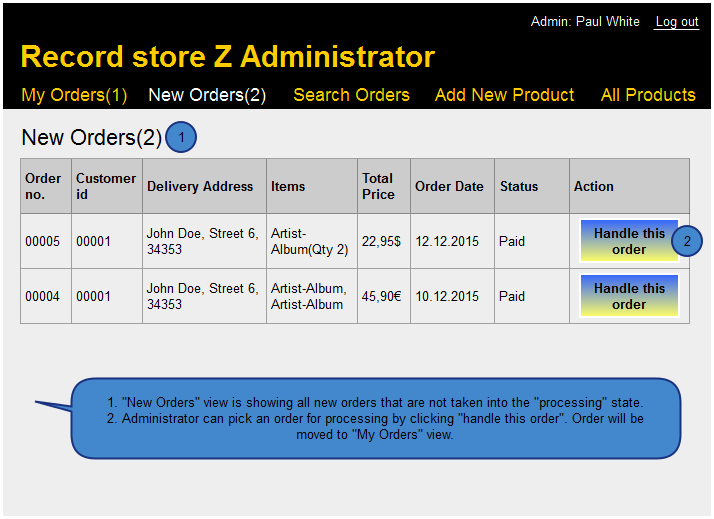 Admin: Paul White Log out
Record store Z Administrator
My Orders(1) New Orders(2) Search Orders Add New Product All Products
New Orders(2) 1
Order no. Customer id Delivery Address Items Total Price Order Date Status Action
00005 00001 John Doe, Street 6, 34353 Artist-Album(Qty 2) 22,95$ 12.12.2015 Paid Handle this order 2
00004 00001 John Doe, Street 6, 34353 Artist-Album, Artist-Album 45,90€ 10.12.2015 Paid Handle this order
1. "New Orders" view is showing all new orders that are not taken into the "processing" state.
2. Administrator can pick an order for processing by clicking "handle this order". Order will be
moved to "My Orders" view.